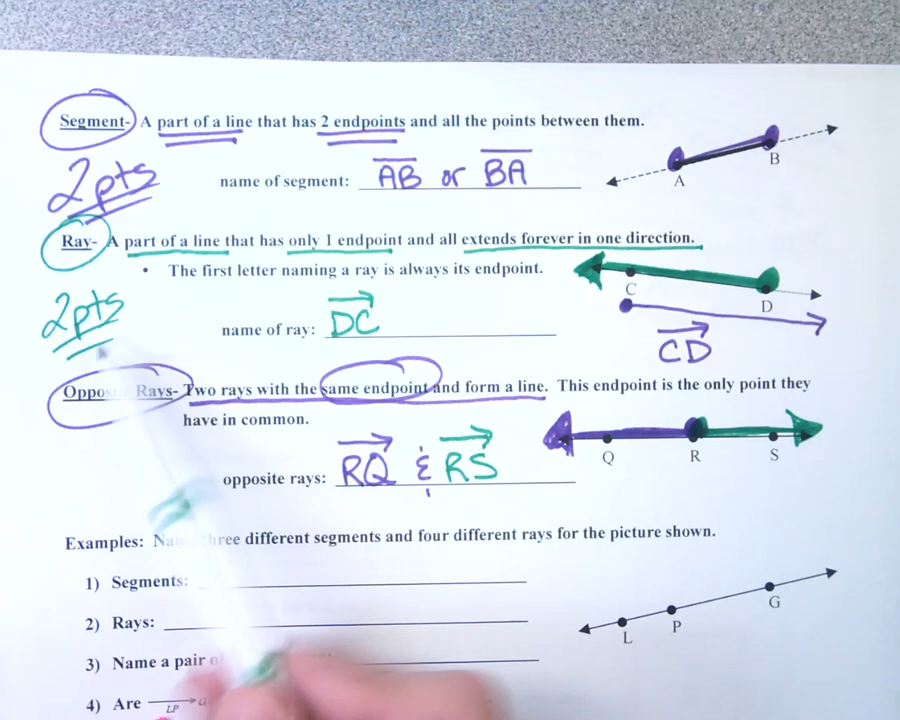 Segment- A part of a line that has 2 endpoints and all the points between them.
2pts
name of segment: AB or BA
A
B
Ray- A part of a line that has only 1 endpoint and all extends forever in one direction.
• The first letter naming a ray is always its endpoint.
2pts
name of ray: DC
C
D
CD
Rays- Two rays with the same endpoint and form a line. This endpoint is the only point they
have in common.
opposite rays: RQ & RS
Q R S
Examples: three different segments and four different rays for the picture shown.
1) Segments:
2) Rays:
L P G
3) Name a pair
4) Are LP